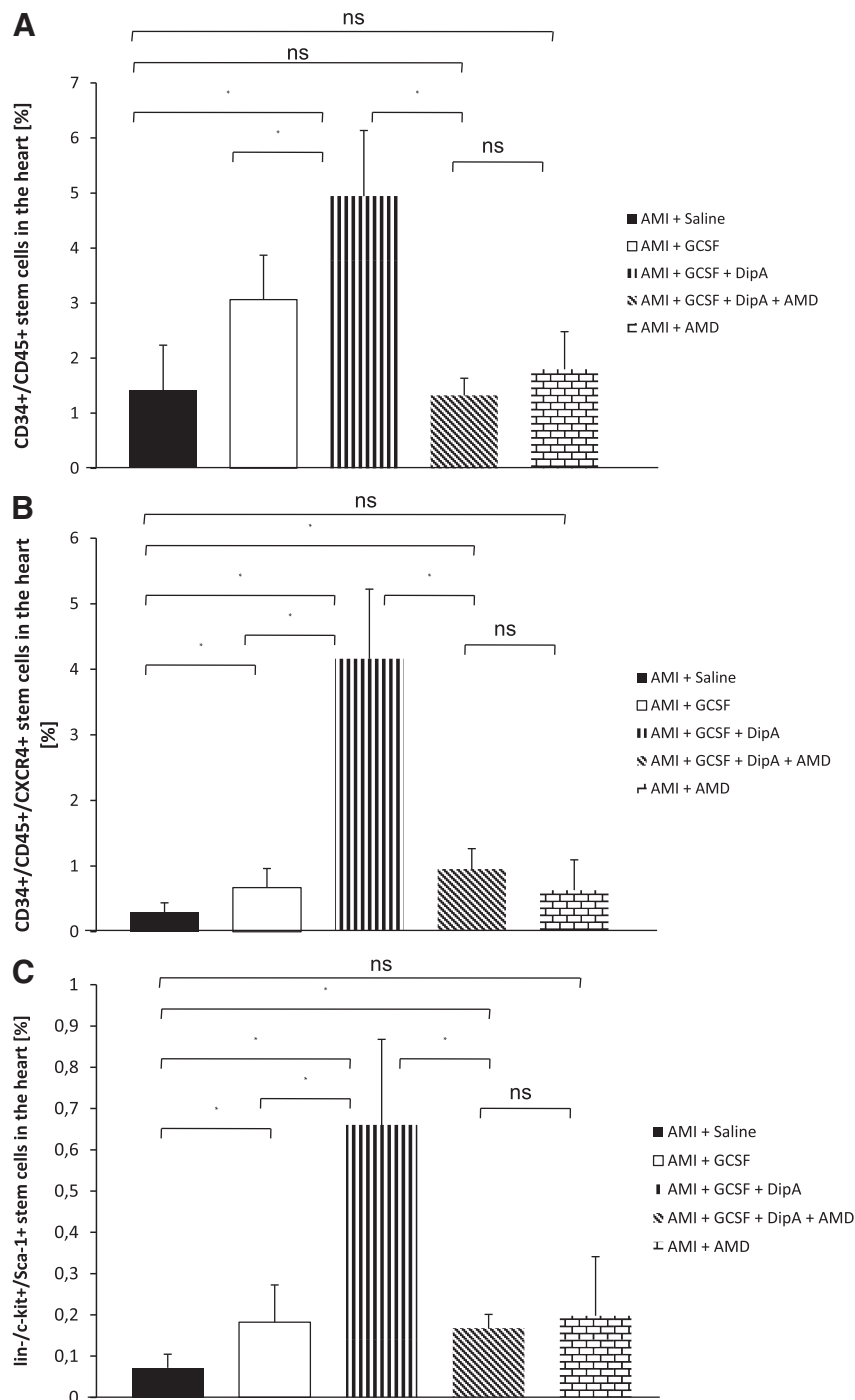 A
ns
ns
*
*
*
ns
CD34+/CD45+ stem cells in the heart [%]
7
6
5
4
3
2
1
0
AMI + Saline
AMI + GCSF
AMI + GCSF + DipA
AMI + GCSF + DipA + AMD
AMI + AMD
B
ns
*
*
*
*
*
ns
CD34+/CD45+/CXCR4+ stem cells in the heart
[%]
6
5
4
3
2
1
0
AMI + Saline
AMI + GCSF
AMI + GCSF + DipA
AMI + GCSF + DipA + AMD
AMI + AMD
C
ns
*
*
*
*
*
ns
lin-/c-kit+/Sca-1+ stem cells in the heart [%]
1
0,9
0,8
0,7
0,6
0,5
0,4
0,3
0,2
0,1
0
AMI + Saline
AMI + GCSF
AMI + GCSF + DipA
AMI + GCSF + DipA + AMD
AMI + AMD